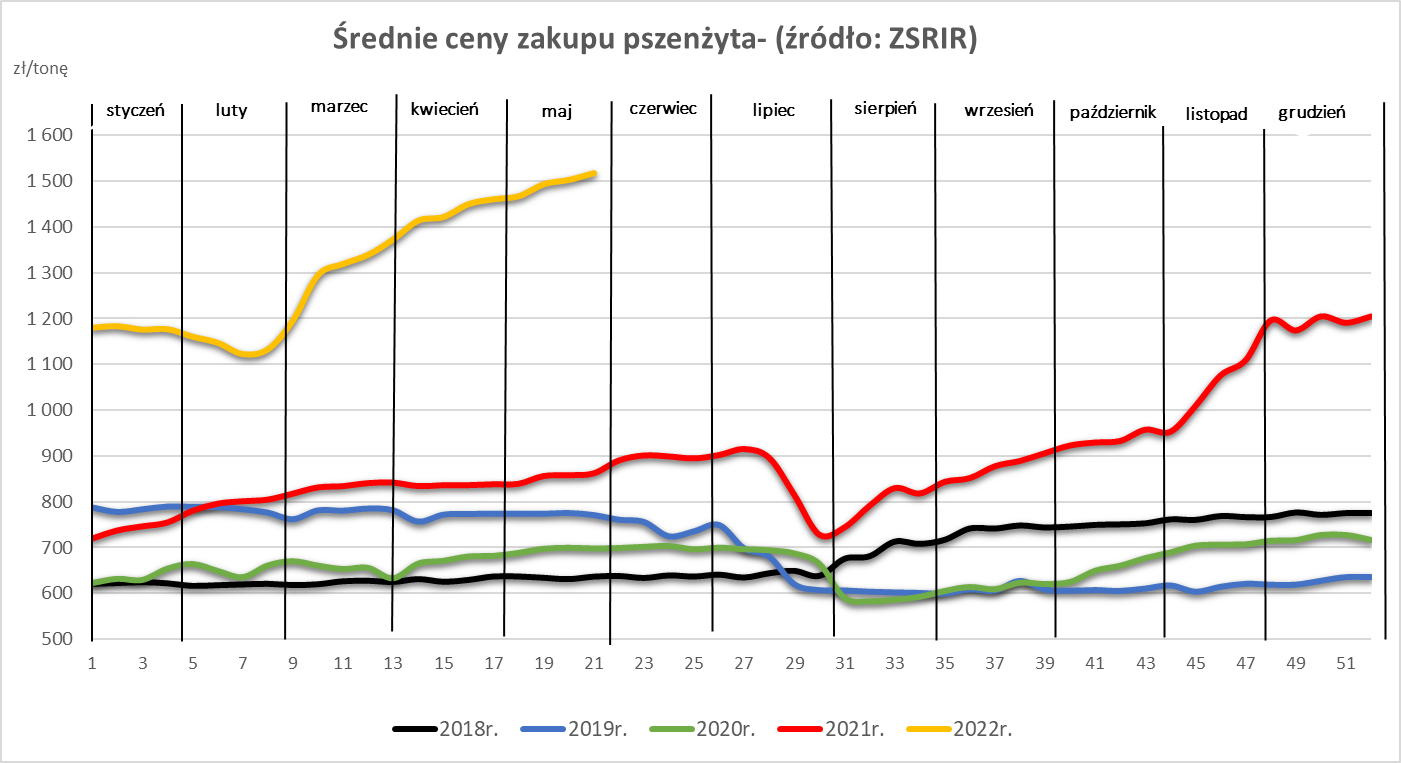 Średnie ceny zakupu pszenżyta- (źródło: ZSRIR)
zł/tonę
styczeń luty marzec kwiecień maj czerwiec lipiec sierpień wrzesień październik listopad grudzień
1 600
1 500
1 400
1 300
1 200
1 100
1 000
900
800
700
600
500
1 3 5 7 9 11 13 15 17 19 21 23 25 27 29 31 33 35 37 39 41 43 45 47 49 51
2018r. 2019r. 2020r. 2021r. 2022r.